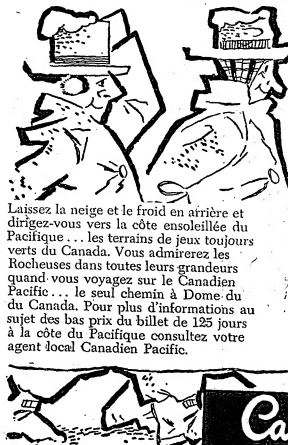 Laissez la neige et le froid en arrière et
dirigez-vous vers la côte ensoleillée du
Pacifique . . . les terrains de jeux toujours
verts du Canada. Vous admirerez les
Rocheuses dans toutes leurs grandeurs
quand vous voyagez sur le Canadien
Pacific . . . le seul chemin à Dome du
du Canada. Pour plus d'informations au
sujet des bas prix du billet de 125 jours
à la côte du Pacifique consultez votre
agent local Canadien Pacific.
Ca